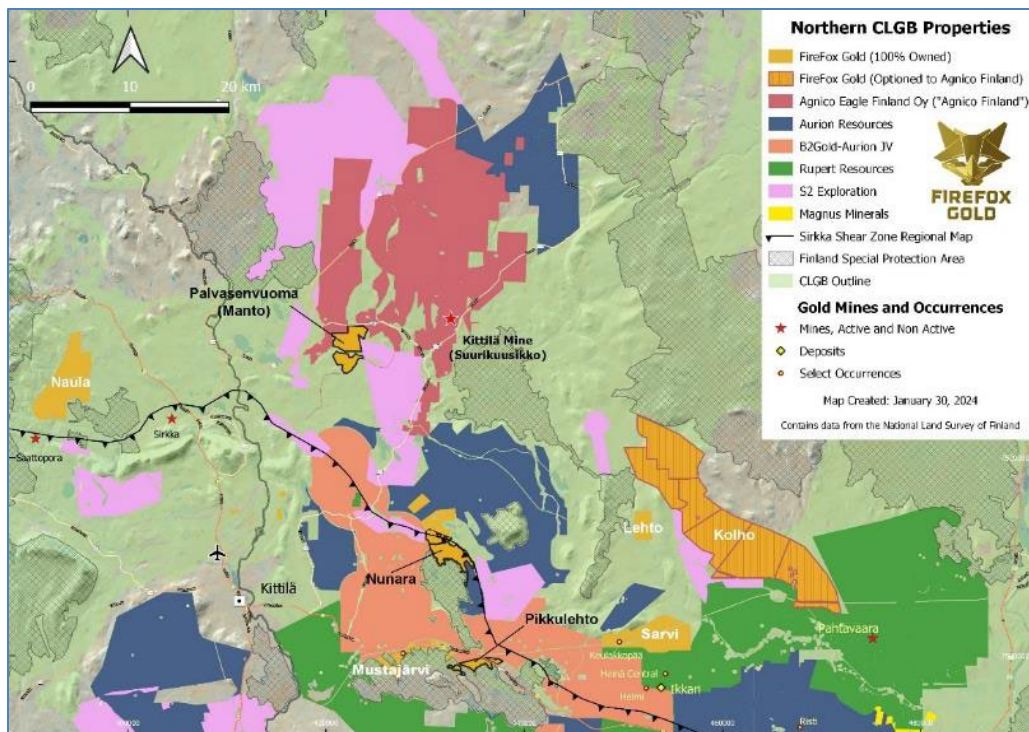 Northern CLGB Properties
FireFox Gold (100% Owned)
FireFox Gold (Optioned to Agnico Finland)
Agnico Eagle Finland Oy ("Agnico Finland")
Aurion Resources
B2Gold-Aurion JV
Rupert Resources
S2 Exploration
Magnus Minerals
Sirkka Shear Zone Regional Map
Finland Special Protection Area
CLGB Outline
Gold Mines and Occurrences
Mines, Active and Non Active
Deposits
Select Occurrences
Map Created: January 30, 2024
Contains data from the National Land Survey of Finland
FIREFOX
GOLD
0 10 20 km
Palvasenvuoma
(Manto)
Kittilä Mine
(Suurikuusikko)
Naula
Sirkka
Saattopora
Lehto
Kolho
Nunara
Kittilä
Pikkulehto
Sarvi
Pahtavaara
Mustajärvi
Koulakkopää
Heinä Central
Ikkari
Helmi
Risti